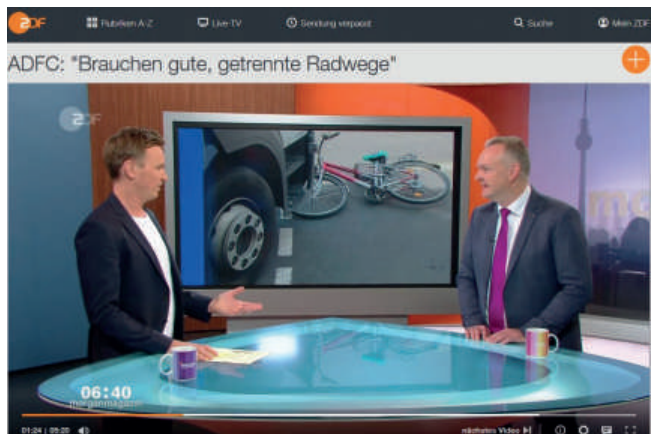 ZDF
Rubriken A-Z
Live-TV
Sendung verpasst
Suche
Mein ZDF
ADFC: "Brauchen gute, getrennte Radwege"
ZDF
06:40
morgenmagazin
01:24 | 05:20
nächstes Video